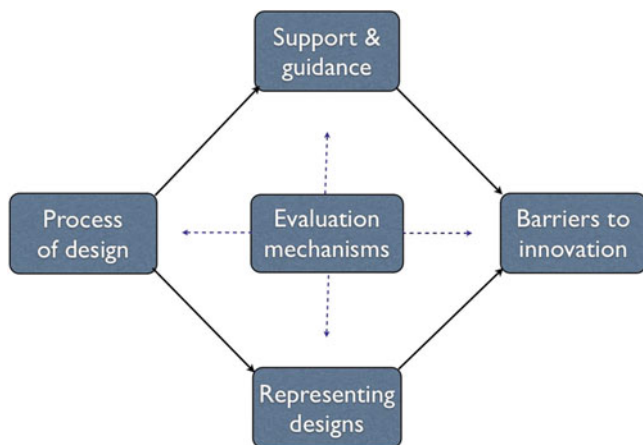 Support &
guidance
Process
of design
Evaluation
mechanisms
Barriers to
innovation
Representing
designs